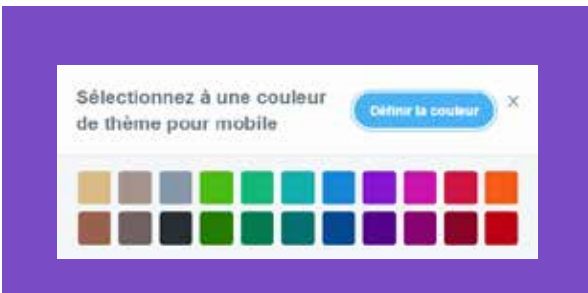 Sélectionnez à une couleur
de thème pour mobile
Définir la couleur
×